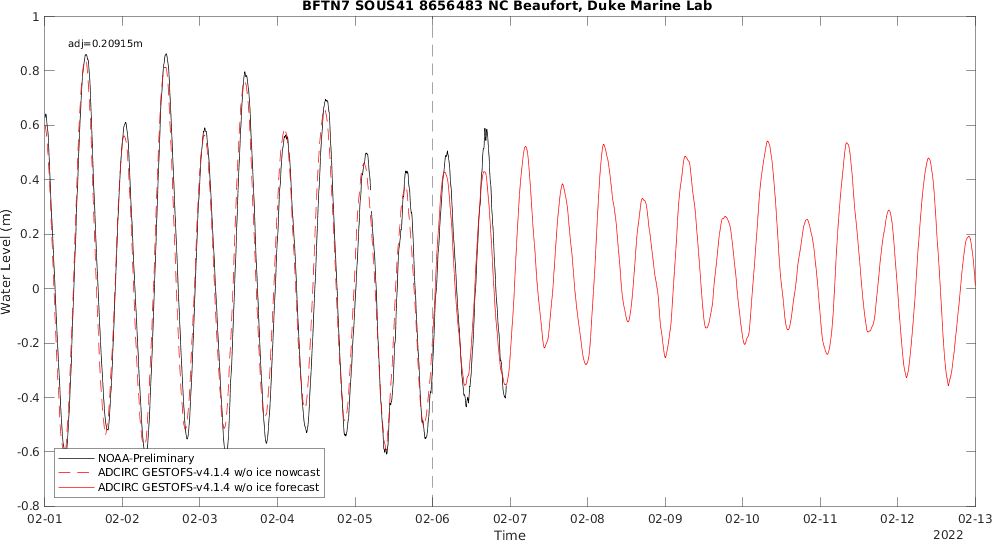 BFTN7 SOUS41 8656483 NC Beaufort, Duke Marine Lab
adj=0.20915m
Water Level (m)
1
0.8
0.6
0.4
0.2
0
-0.2
-0.4
-0.6
-0.8
NOAA-Preliminary
ADCIRC GESTOFS-v4.1.4 w/o ice nowcast
ADCIRC GESTOFS-v4.1.4 w/o ice forecast
02-01 02-02 02-03 02-04 02-05 02-06 02-07 02-08 02-09 02-10 02-11 02-12 02-13
Time
2022